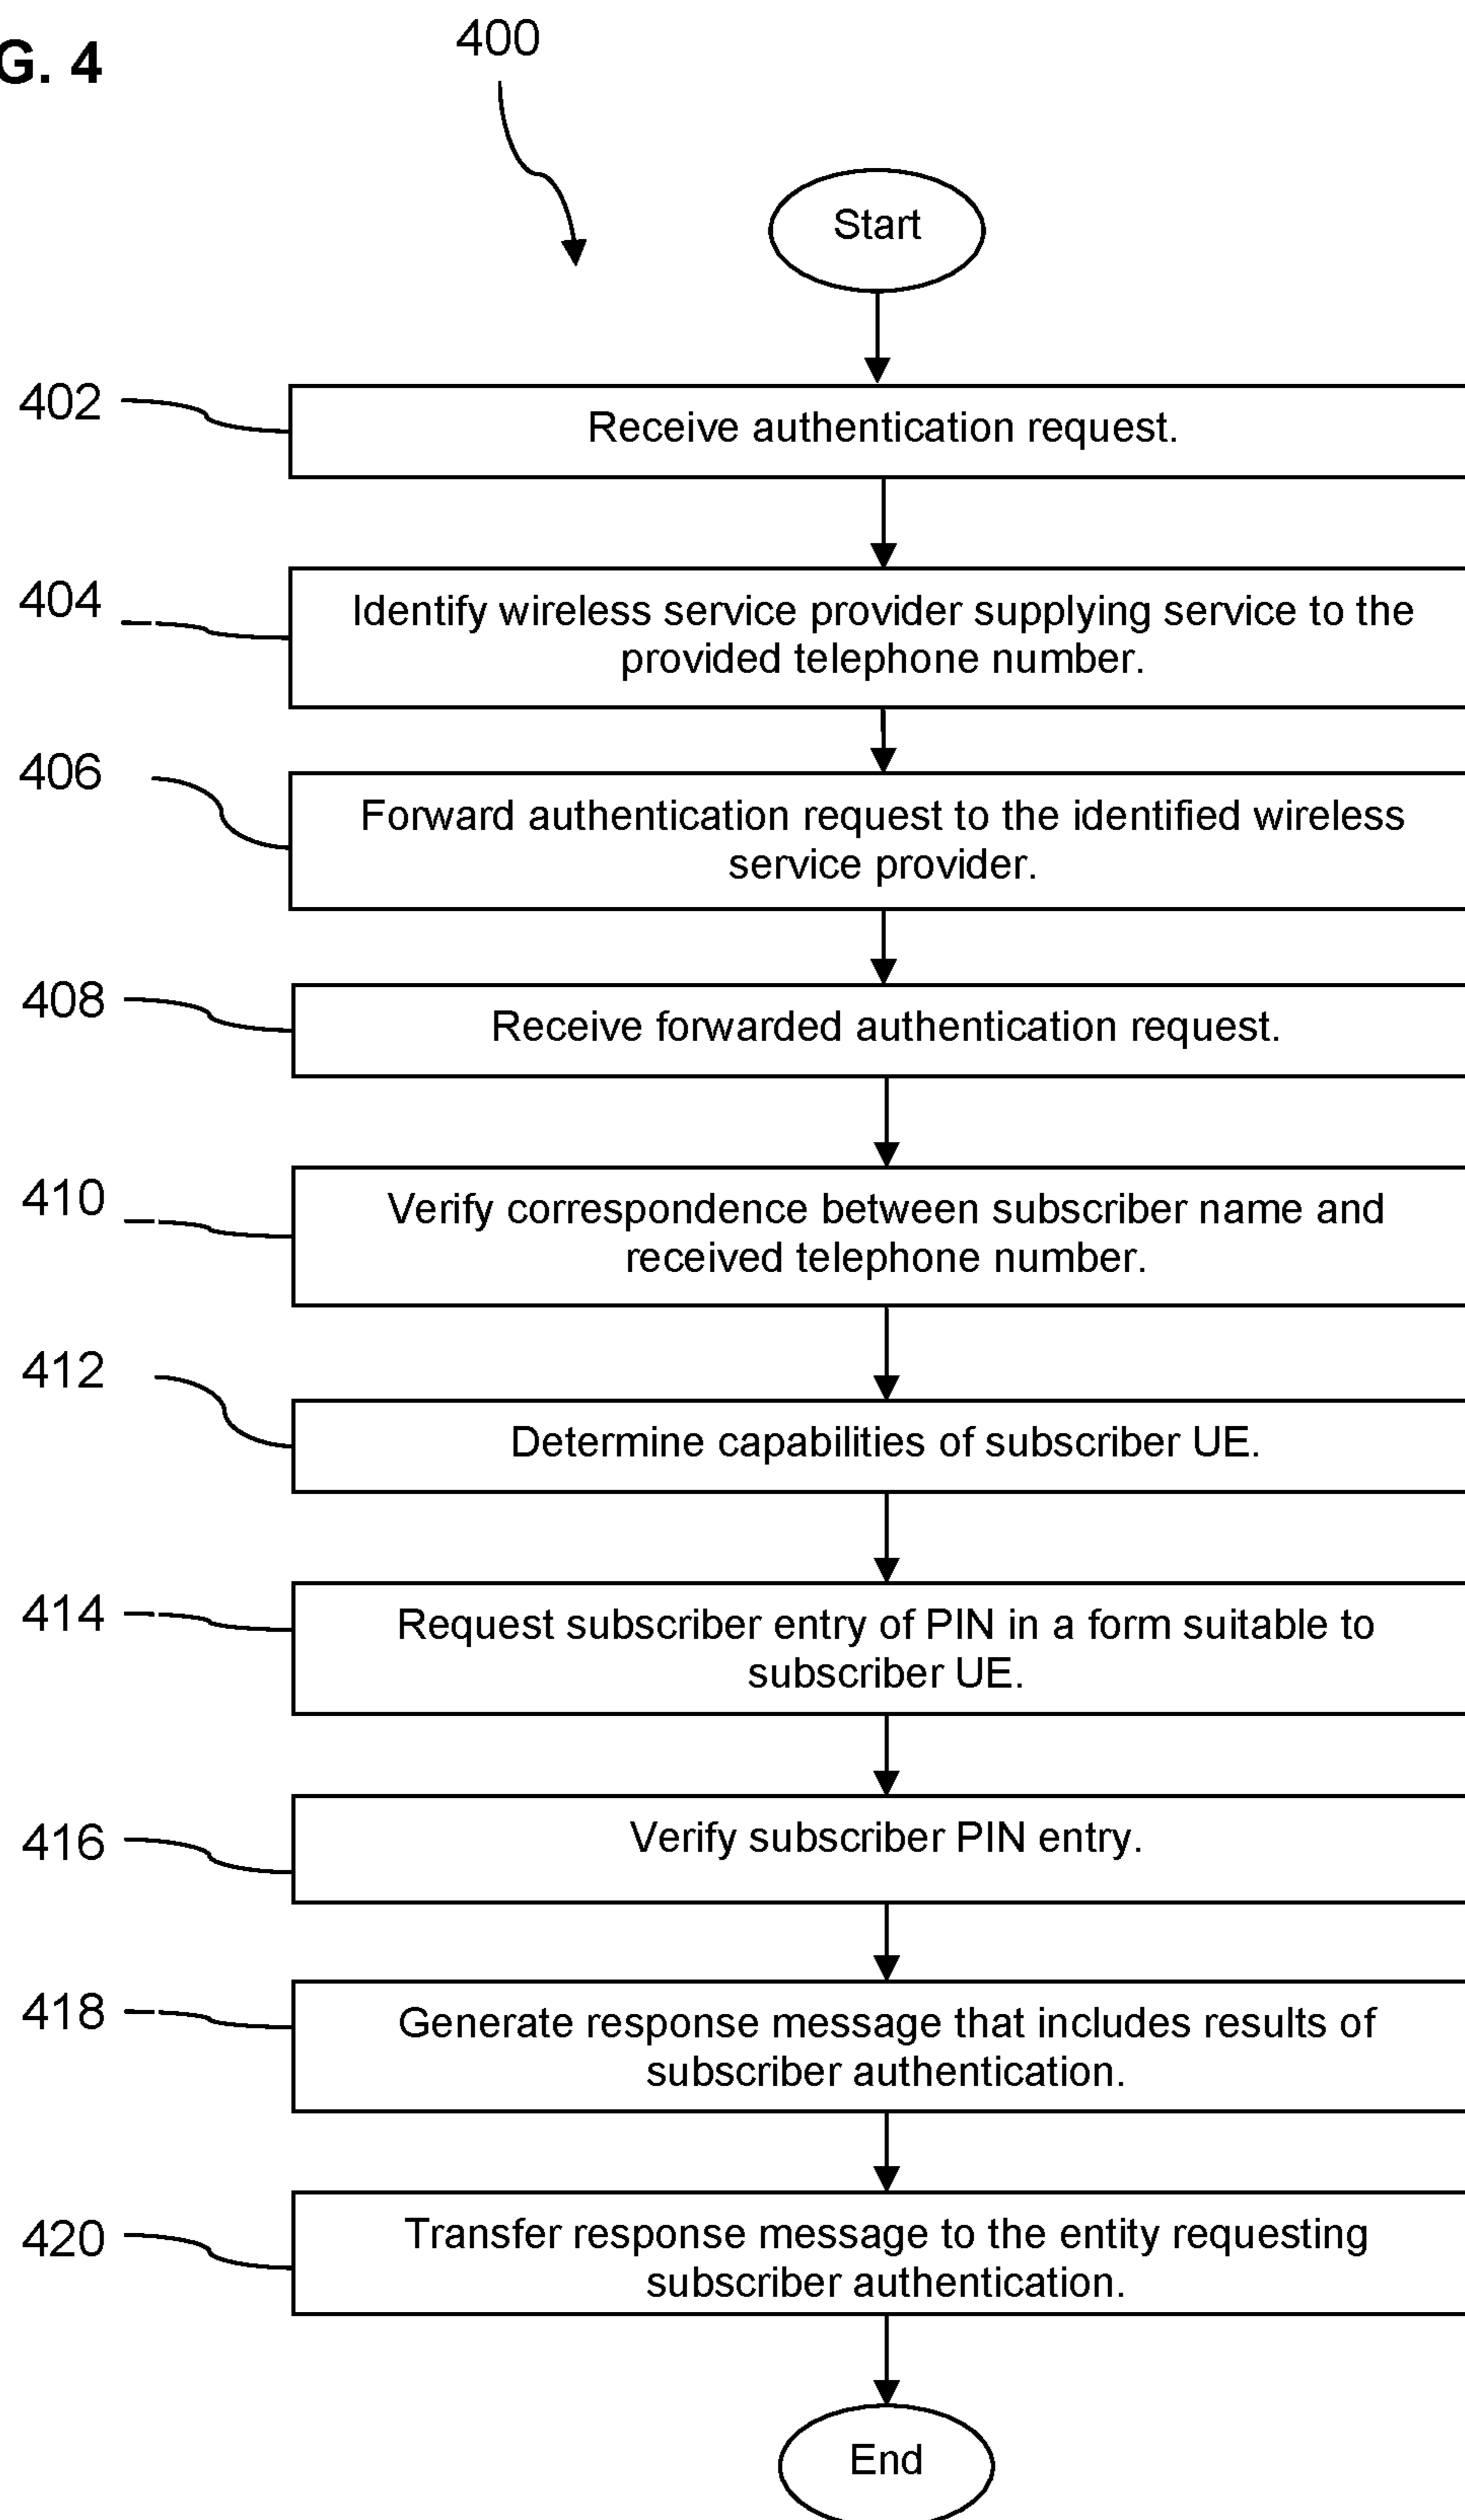 G. 4
400
Start
402
Receive authentication request.
404
Identify wireless service provider supplying service to the
provided telephone number.
406
Forward authentication request to the identified wireless
service provider.
408
Receive forwarded authentication request.
410
Verify correspondence between subscriber name and
received telephone number.
412
Determine capabilities of subscriber UE.
414
Request subscriber entry of PIN in a form suitable to
subscriber UE.
416
Verify subscriber PIN entry.
418
Generate response message that includes results of
subscriber authentication.
420
Transfer response message to the entity requesting
subscriber authentication.
End